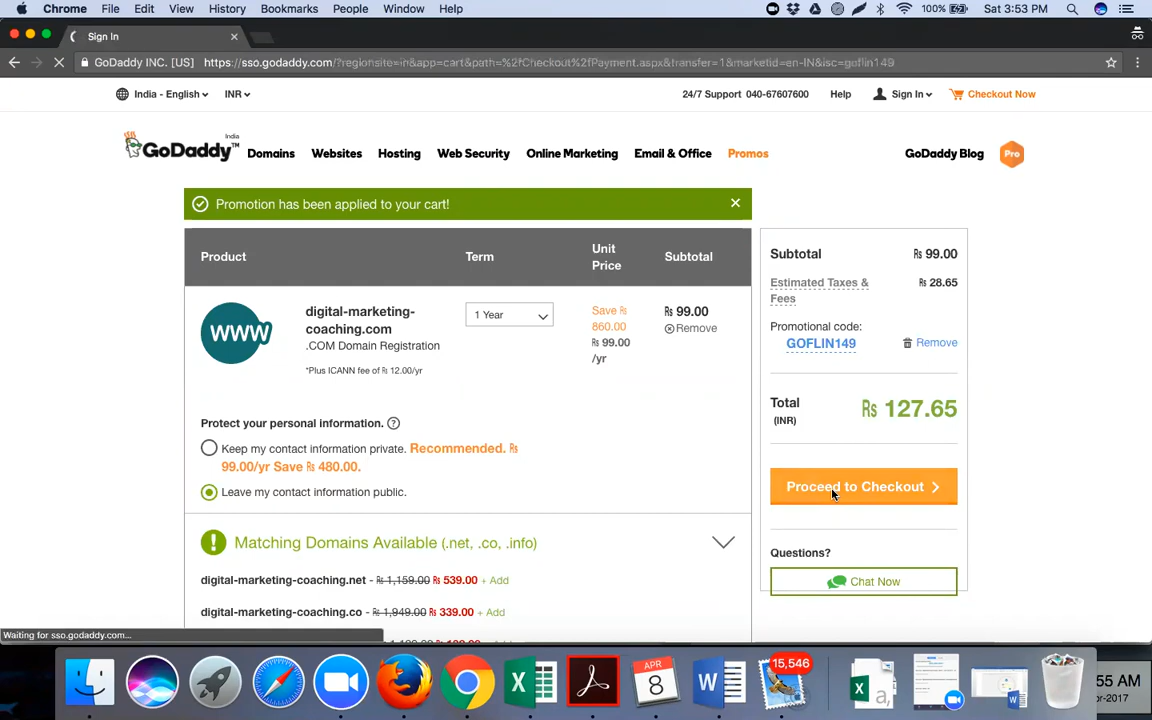 Chrome File Edit View History Bookmarks People Window Help 100% Sat 3:53 PM
Sign In
GoDaddy INC. [US] https://sso.godaddy.com/?regionsite=in&app=cart&path=%2fCheckout%2fPayment.aspx&transfer=1&marketid=en-IN&isc=goflin149
India - English INR 24/7 Support 040-67607600 Help Sign In Checkout Now
GoDaddy™ India Domains Websites Hosting Web Security Online Marketing Email & Office Promos GoDaddy Blog Pro
Promotion has been applied to your cart!
Product Term Unit Price Subtotal
WWW
digital-marketing-
coaching.com
.COM Domain Registration
*Plus ICANN fee of Rs 12.00/yr
1 Year
Save Rs
860.00
Rs 99.00
/yr
Rs 99.00
Remove
Protect your personal information. ?
Keep my contact information private. Recommended. Rs
99.00/yr Save Rs 480.00.
Leave my contact information public.
! Matching Domains Available (.net, .co, .info)
digital-marketing-coaching.net - Rs 1,159.00 Rs 539.00 + Add
digital-marketing-coaching.co - Rs 1,949.00 Rs 339.00 + Add
Subtotal Rs 99.00
Estimated Taxes & Rs 28.65
Fees
Promotional code:
GOFLIN149 Remove
Total Rs 127.65
(INR)
Proceed to Checkout
Questions?
Chat Now
Waiting for sso.godaddy.com...
APR
8
15,546
W
X
a,
:55 AM
r-2017